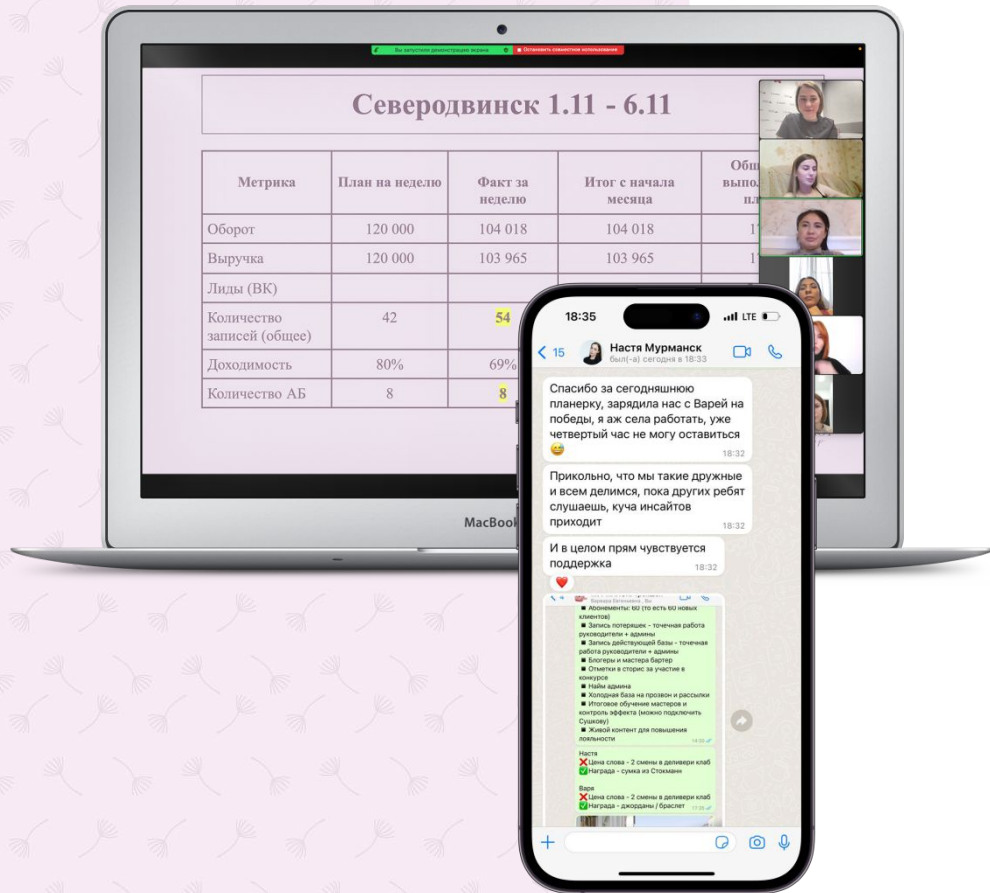 Вы запустили демонстрацию экрана
Остановить совместное использование
Северодвинск 1.11 - 6.11
Метрика
План на неделю
Факт за
неделю
Итог с начала
месяца
Оборот
120 000
104 018
104 018
Выручка
120 000
103 965
103 965
Лиды (ВК)
Количество
записей (общее)
42
54
Доходимость
80%
69%
Количество АБ
8
8
MacBook
18:35
LTE
15
Настя Мурманск
был(-а) сегодня в 18:33
Спасибо за сегодняшнюю
планерку, зарядила нас с Варей на
победы, я аж села работать, уже
четвертый час не могу оставиться
😅
18:32
Прикольно, что мы такие дружные
и всем делимся, пока других ребят
слушаешь, куча инсайтов
приходит
18:32
И в целом прям чувствуется
поддержка
18:32
❤️
■ Абонементы: 60 (то есть 60 новых
клиентов)
■ Запись потеряшек - точечная работа
руководители + админы
■ Запись действующей базы - точечная
работа руководители + админы
■ Блогеры и мастера бартер
■ Отметки в сторис за участие в
конкурсе
■ Найм админа
■ Холодная база на прозвон и рассылки
■ Итоговое обучение мастеров и
контроль эффекта (можно подключить
Сушкову)
■ Живой контент для повышения
лояльности
Настя
❌Цена слова - 2 смены в деливери клаб
✅Награда - сумка из Стокманн
Варя
❌Цена слова - 2 смены в деливери клаб
✅Награда - джорданы / браслет